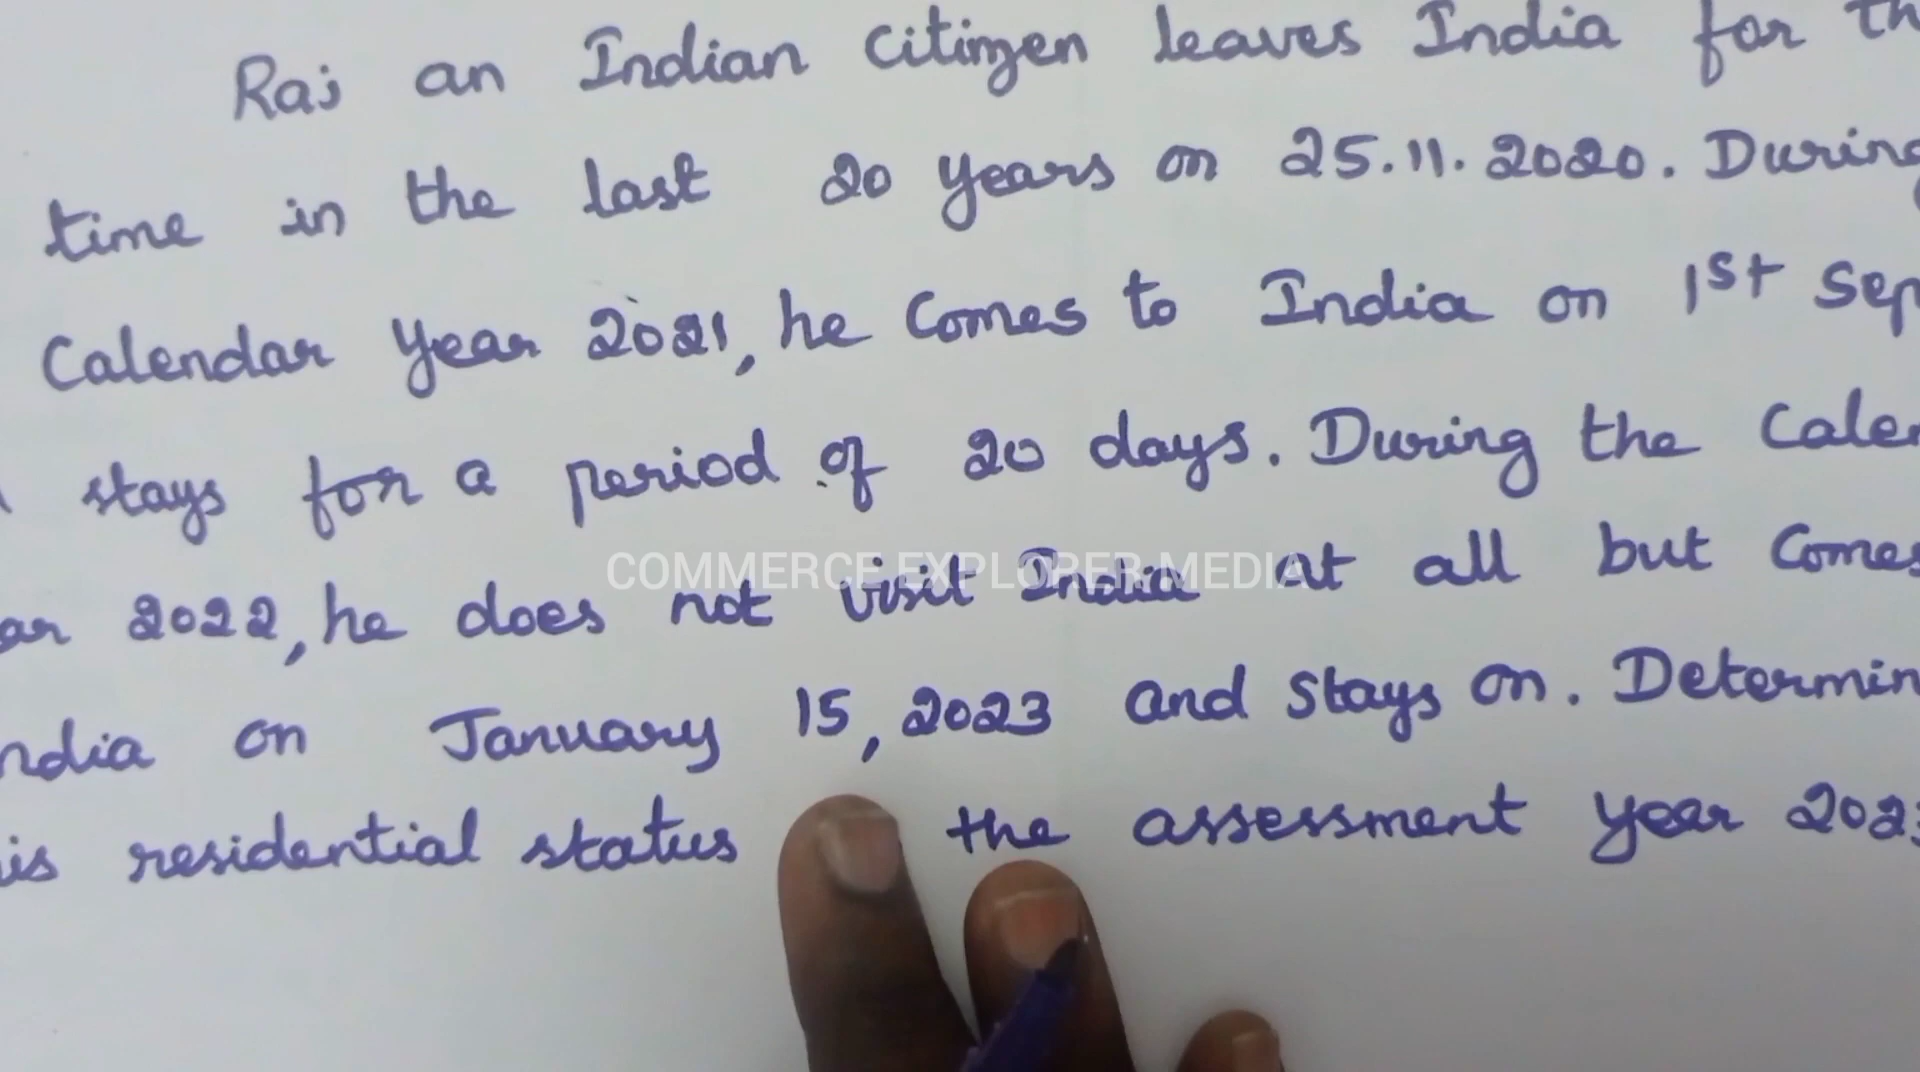 Raj an Indian Citizen leaves India for th
time in the last 20 years on 25.11.2020. During
Calendar year 2021, he comes to India on 1st Sep
stays for a period of 20 days. During the Calen
ar 2022, he does not visit India at all but Comes
ndia on January 15, 2023 and stays on. Determin
is residential status the assessment year 2023
COMMERCE EXPLORER MEDIA